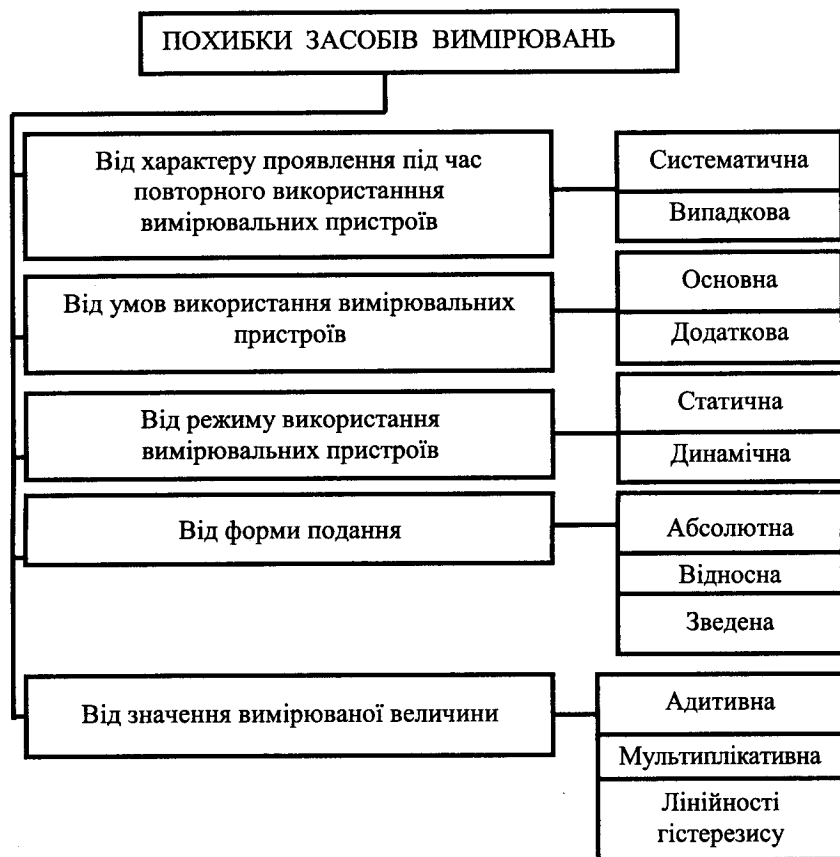 ПОХИБКИ ЗАСОБІВ ВИМІРЮВАНЬ
Від характеру проявлення під час
повторного використанння
вимірювальних пристроїв
Систематична
Випадкова
Від умов використання вимірювальних
пристроїв
Основна
Додаткова
Від режиму використання
вимірювальних пристроїв
Статична
Динамічна
Від форми подання
Абсолютна
Відносна
Зведена
Від значення вимірюваної величини
Адитивна
Мультиплікативна
Лінійності
гістерезису